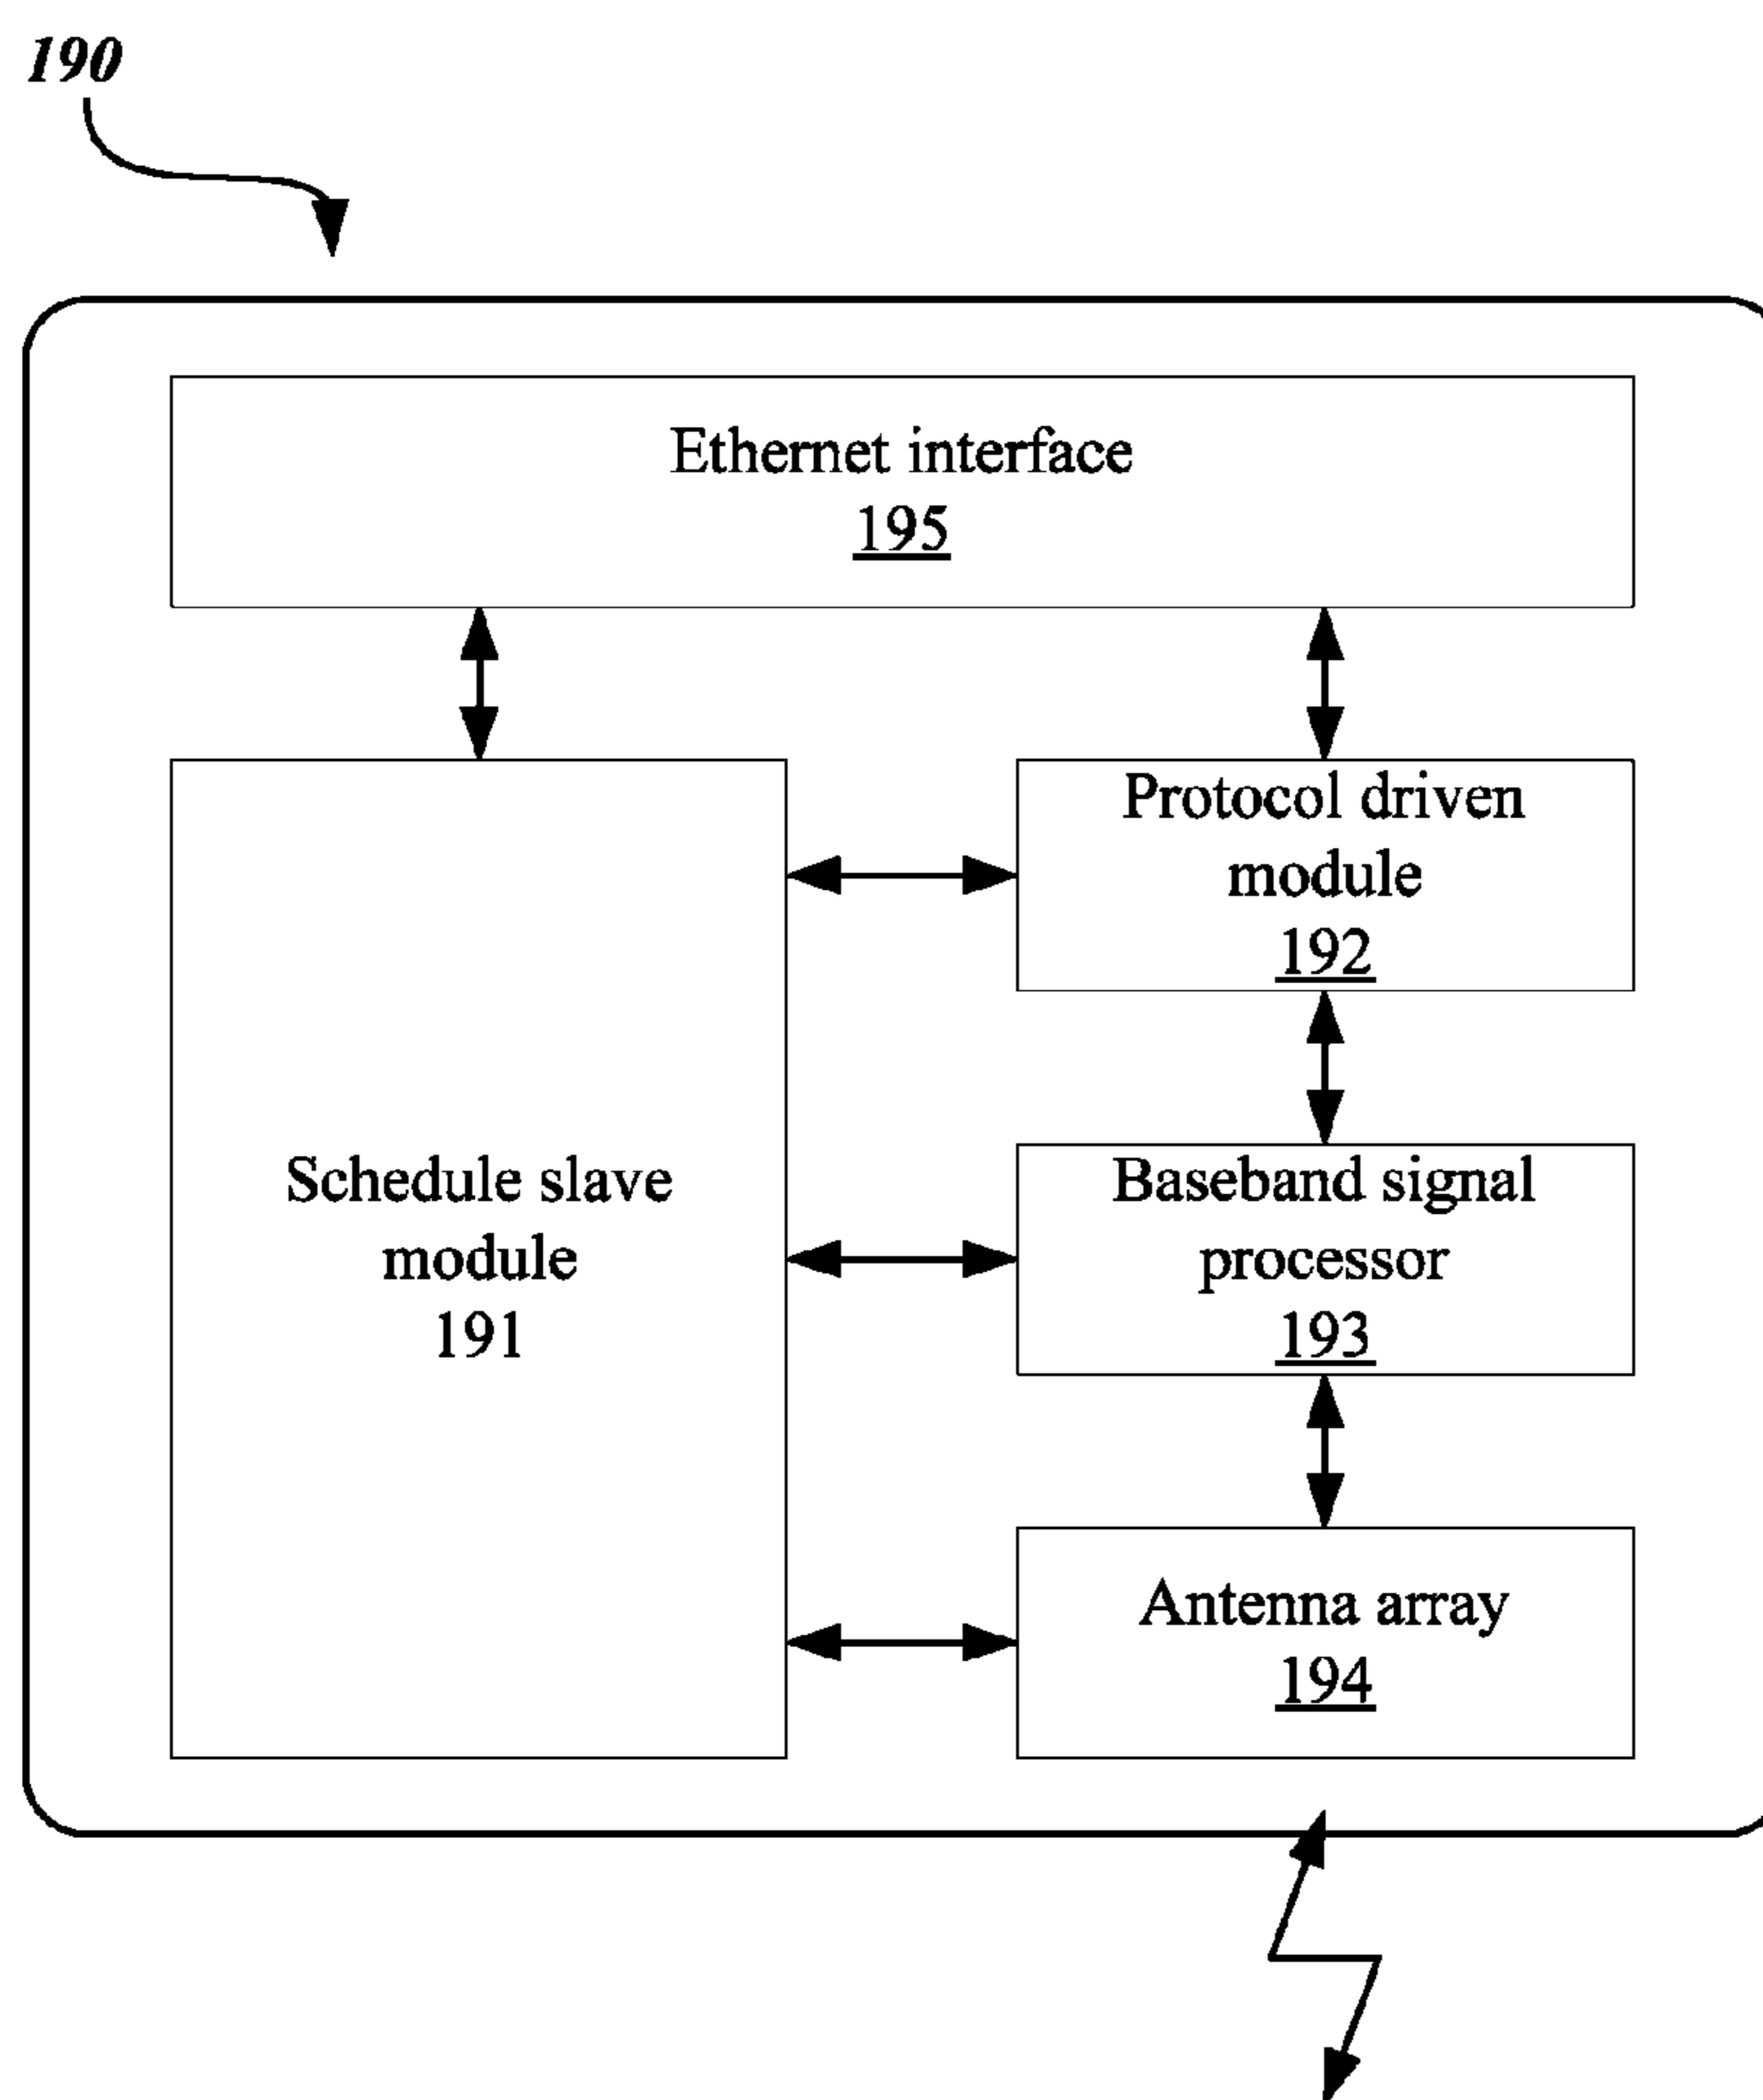 190
Ethernet interface
195
Protocol driven
module
192
Schedule slave
module
191
Baseband signal
processor
193
Antenna array
194